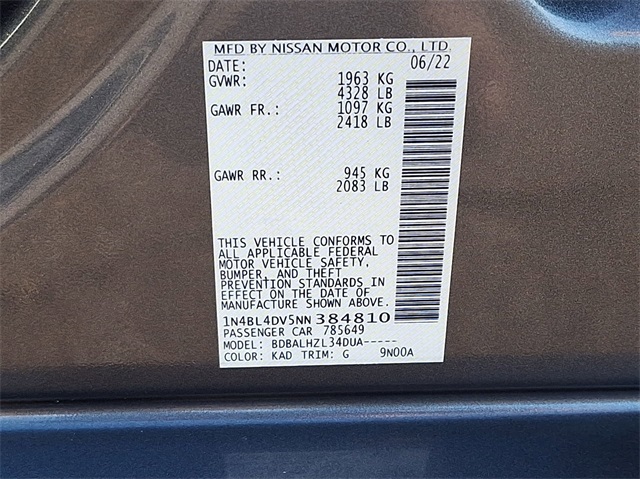 MFD BY NISSAN MOTOR CO., LTD.
DATE: 06/22
GVWR: 1963 KG
4328 LB
GAWR FR.: 1097 KG
2418 LB
GAWR RR.: 945 KG
2083 LB
THIS VEHICLE CONFORMS TO
ALL APPLICABLE FEDERAL
MOTOR VEHICLE SAFETY,
BUMPER, AND THEFT
PREVENTION STANDARDS IN
EFFECT ON THE DATE OF
MANUFACTURE SHOWN ABOVE.
1N4BL4DV5NN384810
PASSENGER CAR 785649
MODEL: BDBALHZL34DUA-----
COLOR: KAD TRIM: G 9N00A